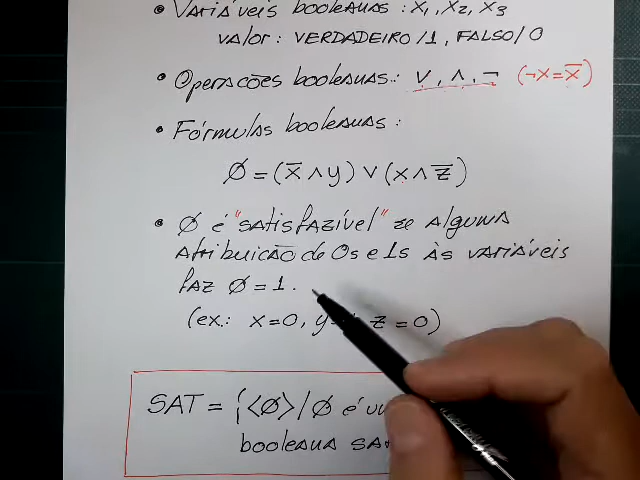 • Variáveis booleanas : x₁, x₂, x₃
valor : VERDADEIRO/1, FALSO/0
• Operações booleanas : ∨, ∧, ¬ (¬x = x̅)
• Fórmulas booleanas :
Ø = (x̅ ∧ y) ∨ (x ∧ z̅)
• Ø é "satisfazível" se alguma
atribuição de 0s e 1s às variáveis
faz Ø = 1.
(ex.: x = 0, y = z = 0)
SAT = {<Ø> / Ø é
booleana